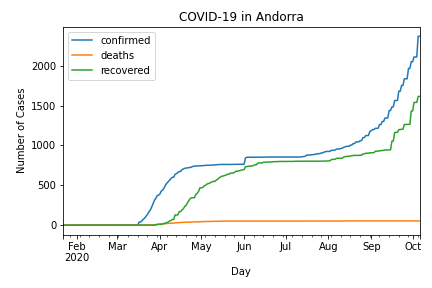 COVID-19 in Andorra
confirmed
deaths
recovered
Number of Cases
2000
1500
1000
500
0
Feb Mar Apr May Jun Jul Aug Sep Oct
2020
Day